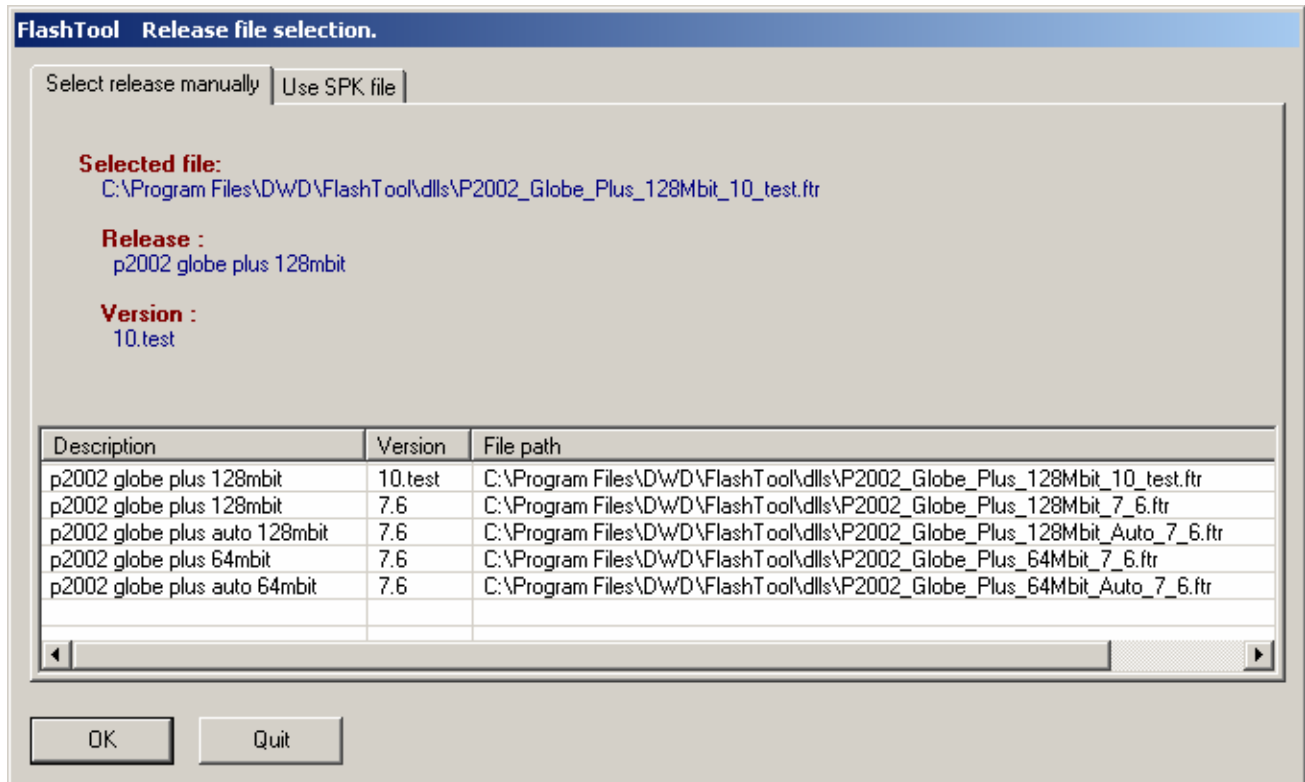 FlashTool Release file selection.
Select release manually Use SPK file
Selected file:
C:\Program Files\DWD\FlashTool\dlls\P2002_Globe_Plus_128Mbit_10_test.ftr
Release :
p2002 globe plus 128mbit
Version :
10.test
Description Version File path
p2002 globe plus 128mbit 10.test C:\Program Files\DWD\FlashTool\dlls\P2002_Globe_Plus_128Mbit_10_test.ftr
p2002 globe plus 128mbit 7.6 C:\Program Files\DWD\FlashTool\dlls\P2002_Globe_Plus_128Mbit_7_6.ftr
p2002 globe plus auto 128mbit 7.6 C:\Program Files\DWD\FlashTool\dlls\P2002_Globe_Plus_128Mbit_Auto_7_6.ftr
p2002 globe plus 64mbit 7.6 C:\Program Files\DWD\FlashTool\dlls\P2002_Globe_Plus_64Mbit_7_6.ftr
p2002 globe plus auto 64mbit 7.6 C:\Program Files\DWD\FlashTool\dlls\P2002_Globe_Plus_64Mbit_Auto_7_6.ftr
OK Quit